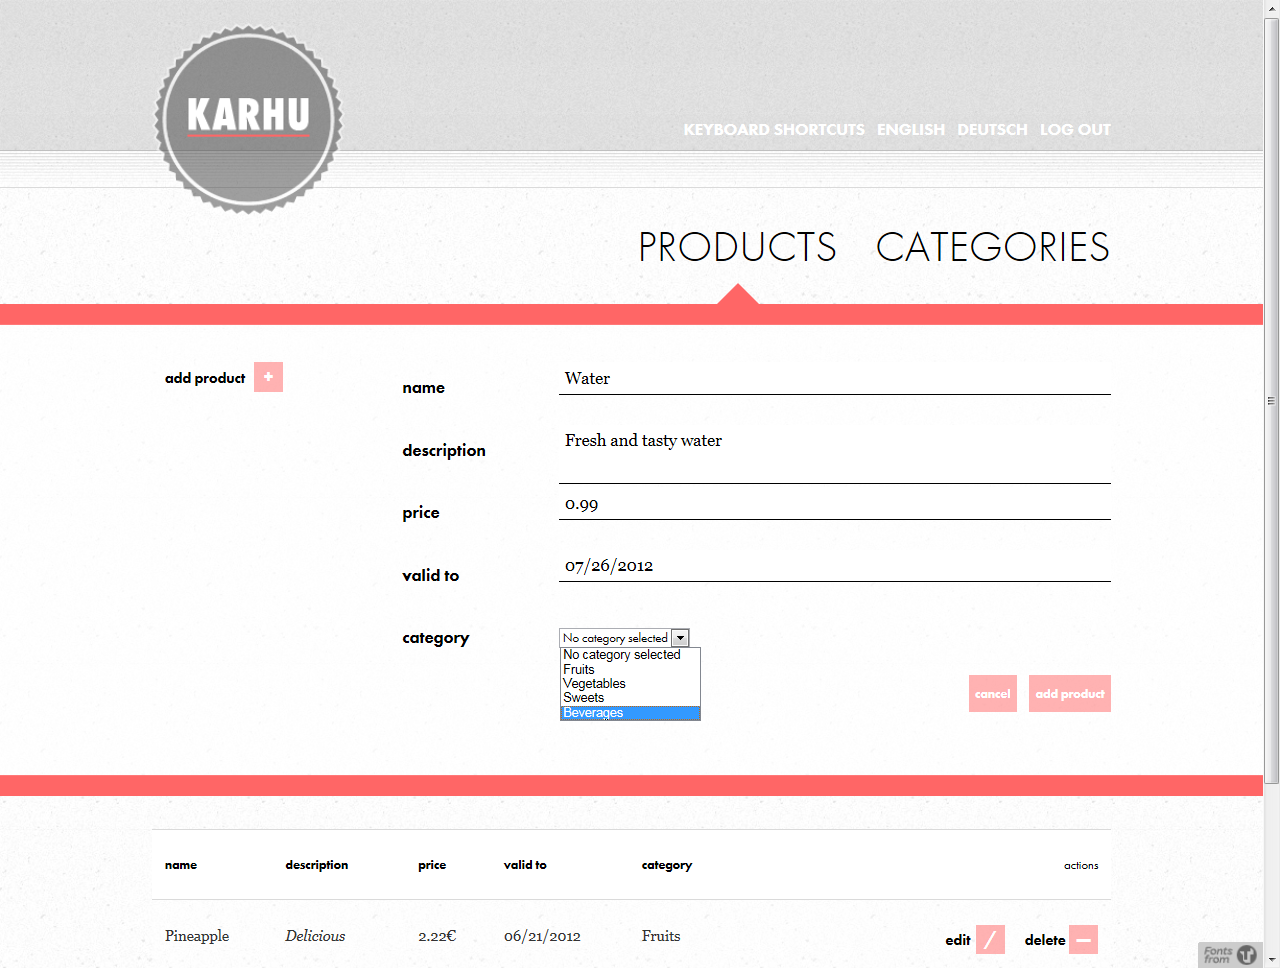 KARHU
KEYBOARD SHORTCUTS ENGLISH DEUTSCH LOG OUT
PRODUCTS CATEGORIES
add product +
name Water
description Fresh and tasty water
price 0.99
valid to 07/26/2012
category No category selected
No category selected
Fruits
Vegetables
Sweets
Beverages
cancel add product
name description price valid to category actions
Pineapple Delicious 2.22€ 06/21/2012 Fruits edit delete
Fonts
from